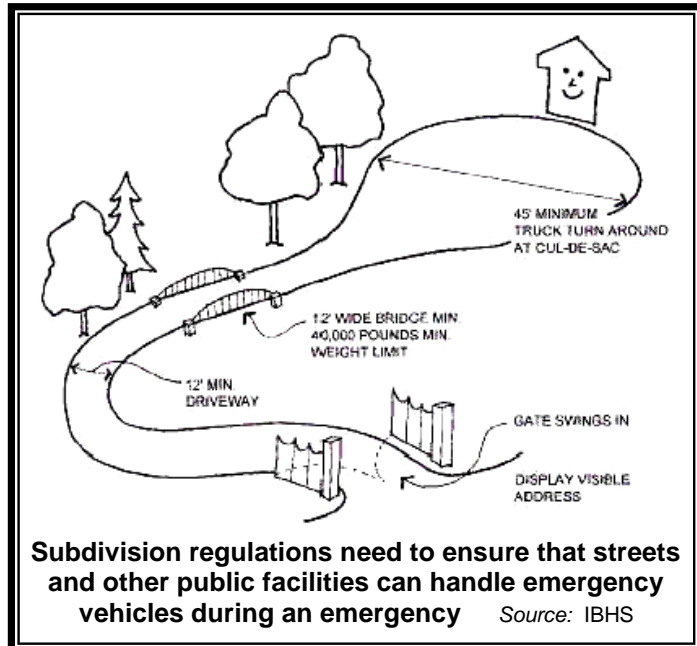 45' MINIMUM
TRUCK TURN AROUND
AT CUL-DE-SAC
12' WIDE BRIDGE MIN.
40,000 POUNDS MIN.
WEIGHT LIMIT
12' MIN.
DRIVEWAY
GATE SWINGS IN
DISPLAY VISIBLE
ADDRESS
Subdivision regulations need to ensure that streets
and other public facilities can handle emergency
vehicles during an emergency Source: IBHS